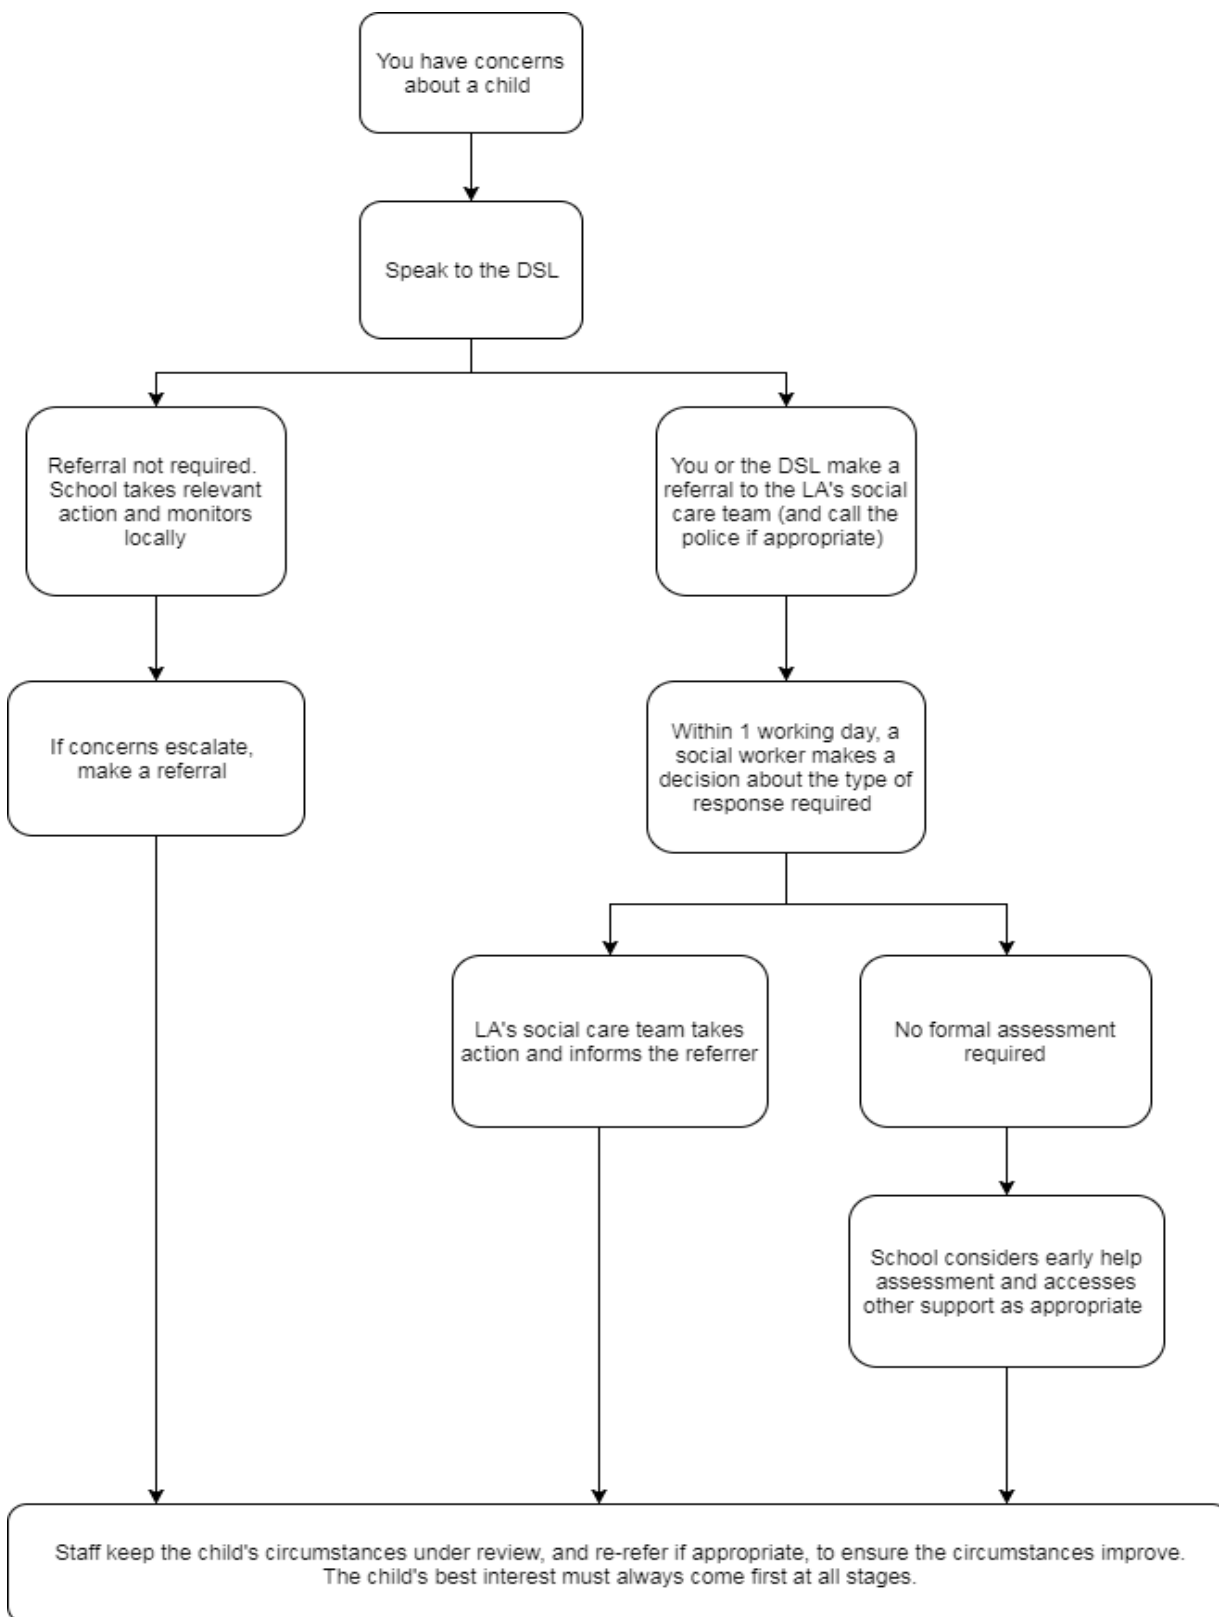 You have concerns
about a child
Speak to the DSL
Referral not required.
School takes relevant
action and monitors
locally
You or the DSL make a
referral to the LA's social
care team (and call the
police if appropriate)
If concerns escalate,
make a referral
Within 1 working day, a
social worker makes a
decision about the type of
response required
LA's social care team takes
action and informs the referrer
No formal assessment
required
School considers early help
assessment and accesses
other support as appropriate
Staff keep the child's circumstances under review, and re-refer if appropriate, to ensure the circumstances improve.
The child's best interest must always come first at all stages.